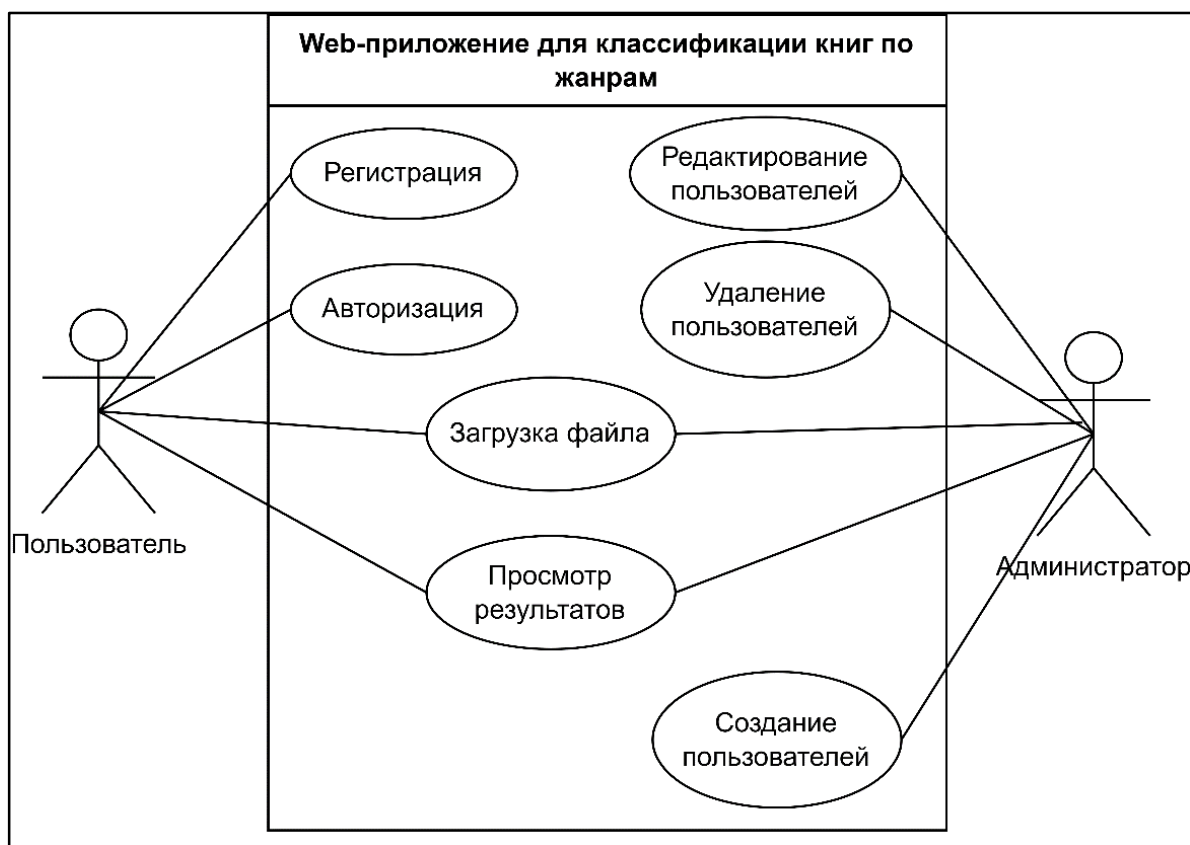 Web-приложение для классификации книг по
жанрам
Регистрация
Редактирование
пользователей
Авторизация
Удаление
пользователей
Загрузка файла
Пользователь
Просмотр
результатов
Администратор
Создание
пользователей